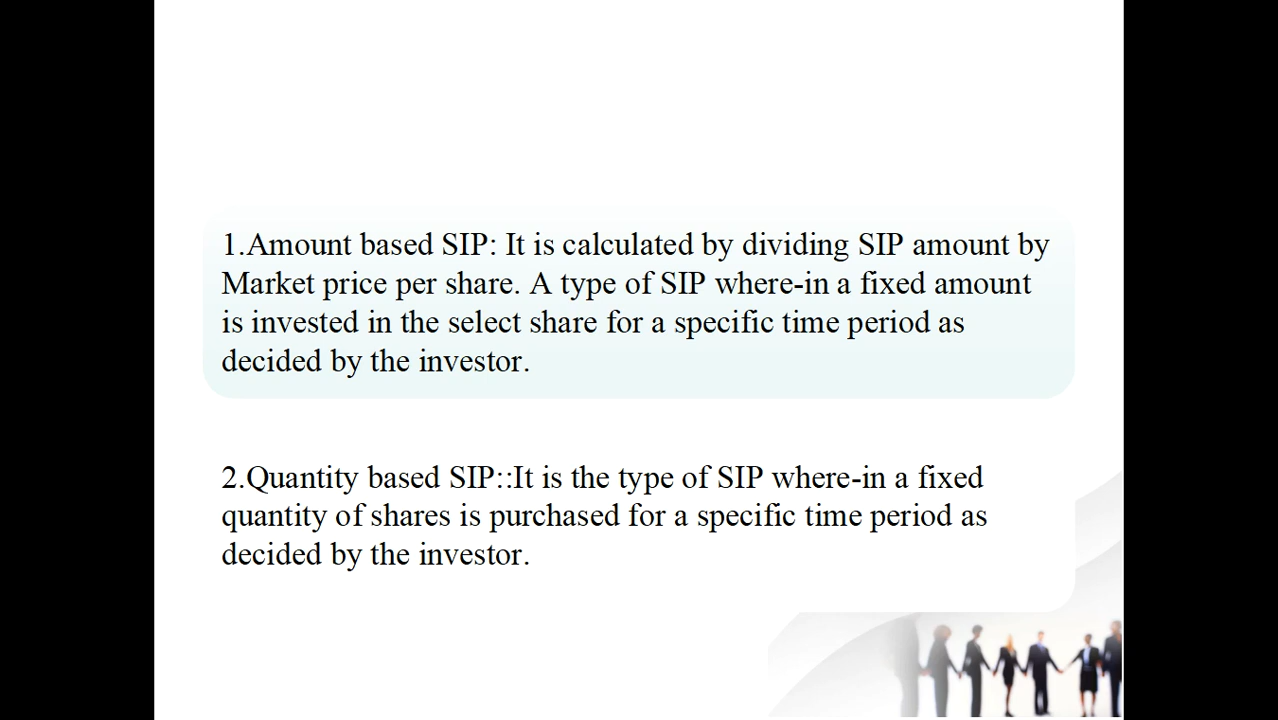 1.Amount based SIP: It is calculated by dividing SIP amount by
Market price per share. A type of SIP where-in a fixed amount
is invested in the select share for a specific time period as
decided by the investor.
2.Quantity based SIP::It is the type of SIP where-in a fixed
quantity of shares is purchased for a specific time period as
decided by the investor.